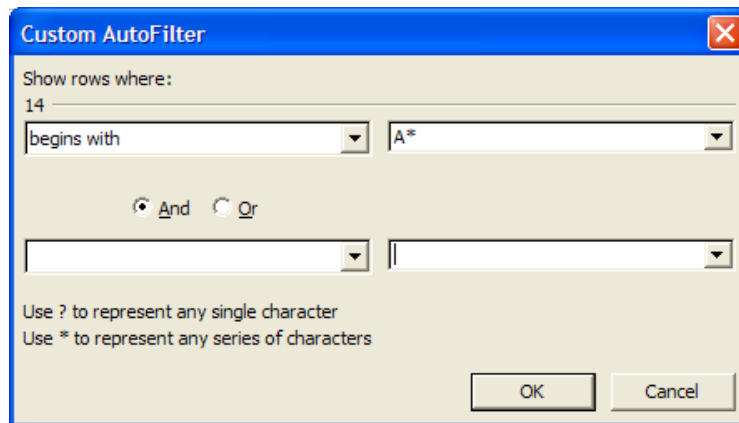 Custom AutoFilter
Show rows where:
14
begins with A*
And Or
Use ? to represent any single character
Use * to represent any series of characters
OK Cancel